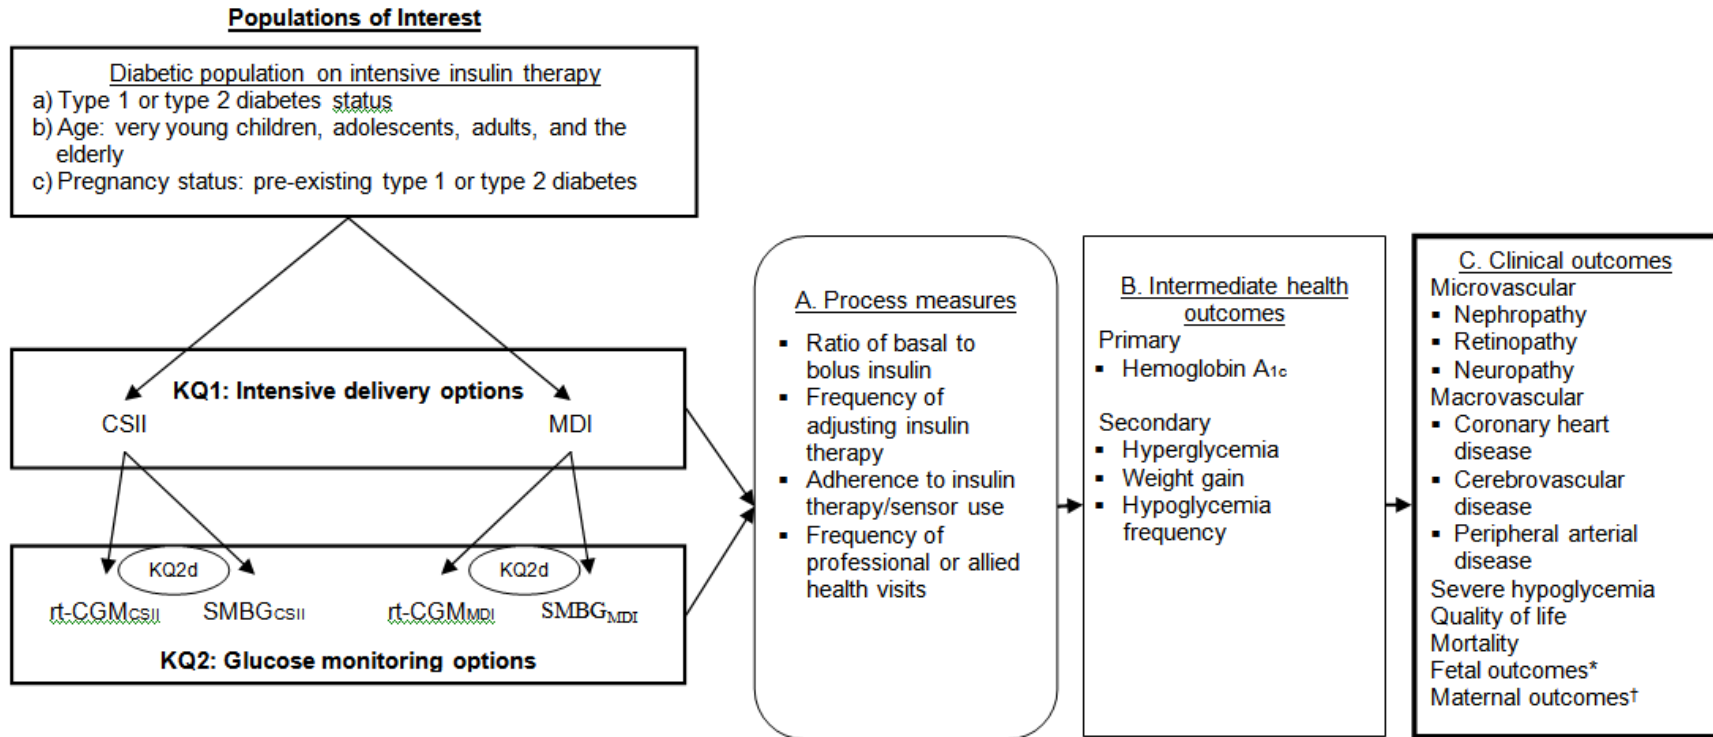 Populations of Interest
Diabetic population on intensive insulin therapy
a) Type 1 or type 2 diabetes status
b) Age: very young children, adolescents, adults, and the
elderly
c) Pregnancy status: pre-existing type 1 or type 2 diabetes
KQ1: Intensive delivery options
CSII
MDI
KQ2d
KQ2d
rt-CGMCSII
SMBGCSII
rt-CGMMDI
SMBGMDI
KQ2: Glucose monitoring options
A. Process measures
▪ Ratio of basal to
bolus insulin
▪ Frequency of
adjusting insulin
therapy
▪ Adherence to insulin
therapy/sensor use
▪ Frequency of
professional or allied
health visits
B. Intermediate health
outcomes
Primary
▪ Hemoglobin A1c
Secondary
▪ Hyperglycemia
▪ Weight gain
▪ Hypoglycemia
frequency
C. Clinical outcomes
Microvascular
▪ Nephropathy
▪ Retinopathy
▪ Neuropathy
Macrovascular
▪ Coronary heart
disease
▪ Cerebrovascular
disease
▪ Peripheral arterial
disease
Severe hypoglycemia
Quality of life
Mortality
Fetal outcomes*
Maternal outcomes†